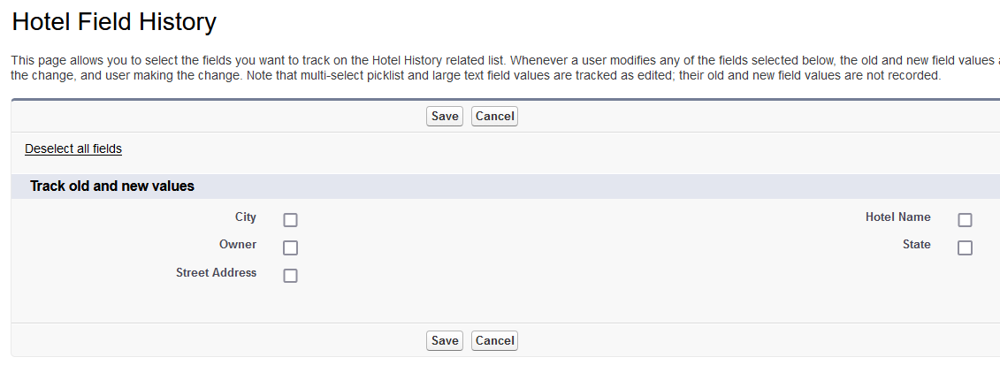 Hotel Field History
This page allows you to select the fields you want to track on the Hotel History related list. Whenever a user modifies any of the fields selected below, the old and new field values
the change, and user making the change. Note that multi-select picklist and large text field values are tracked as edited; their old and new field values are not recorded.
Save Cancel
Deselect all fields
Track old and new values
City Hotel Name
Owner State
Street Address
Save Cancel